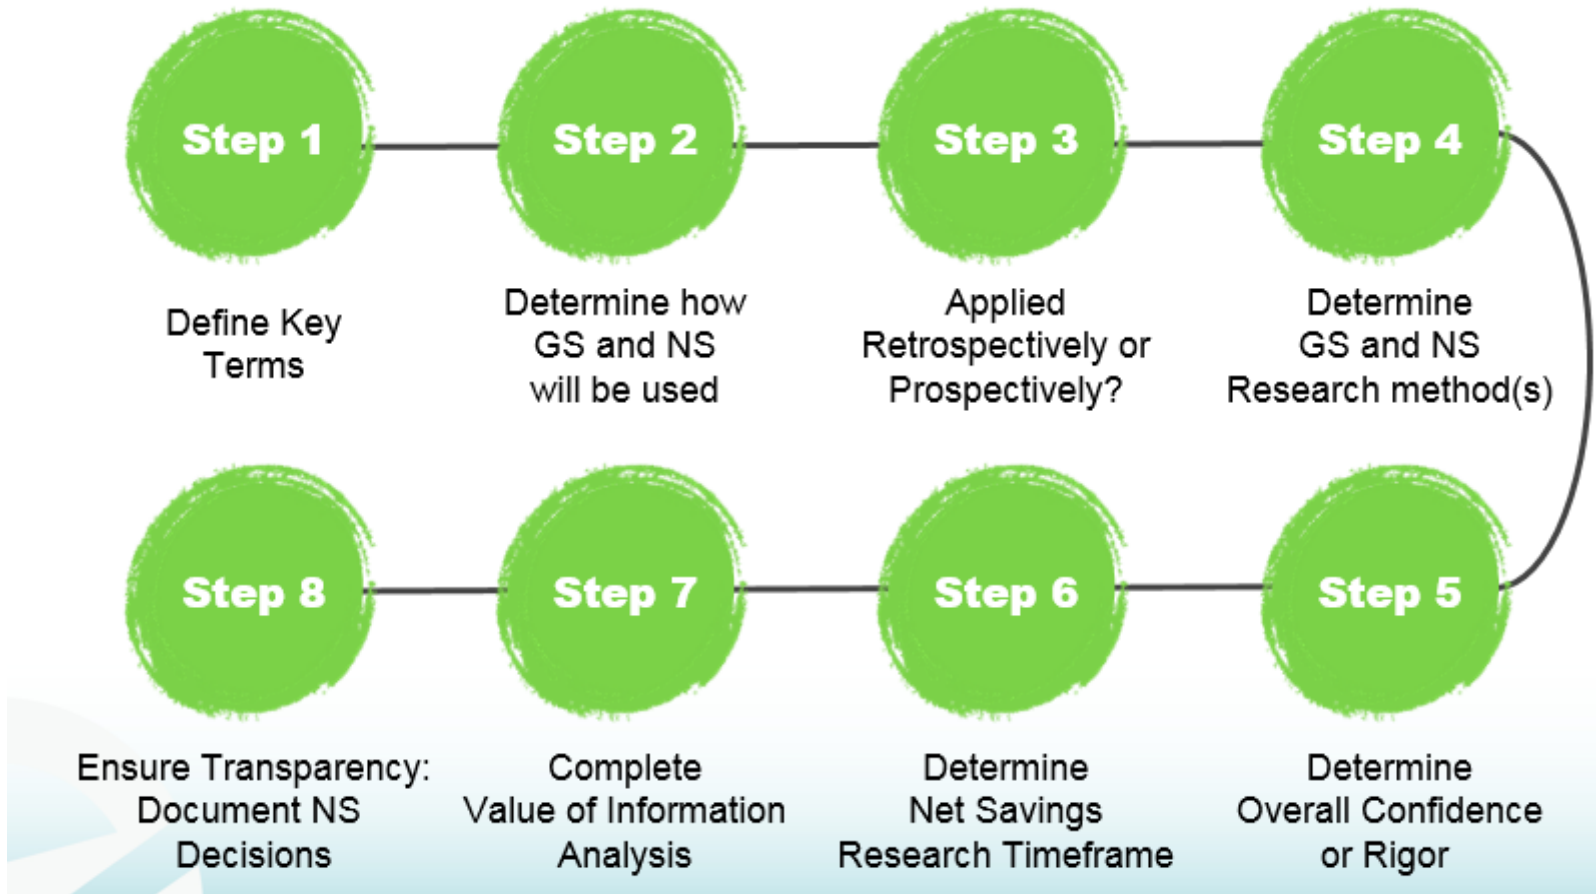 Step 1
Step 2
Step 3
Step 4
Define Key
Terms
Determine how
GS and NS
will be used
Applied
Retrospectively or
Prospectively?
Determine
GS and NS
Research method(s)
Step 8
Step 7
Step 6
Step 5
Ensure Transparency:
Document NS
Decisions
Complete
Value of Information
Analysis
Determine
Net Savings
Research Timeframe
Determine
Overall Confidence
or Rigor